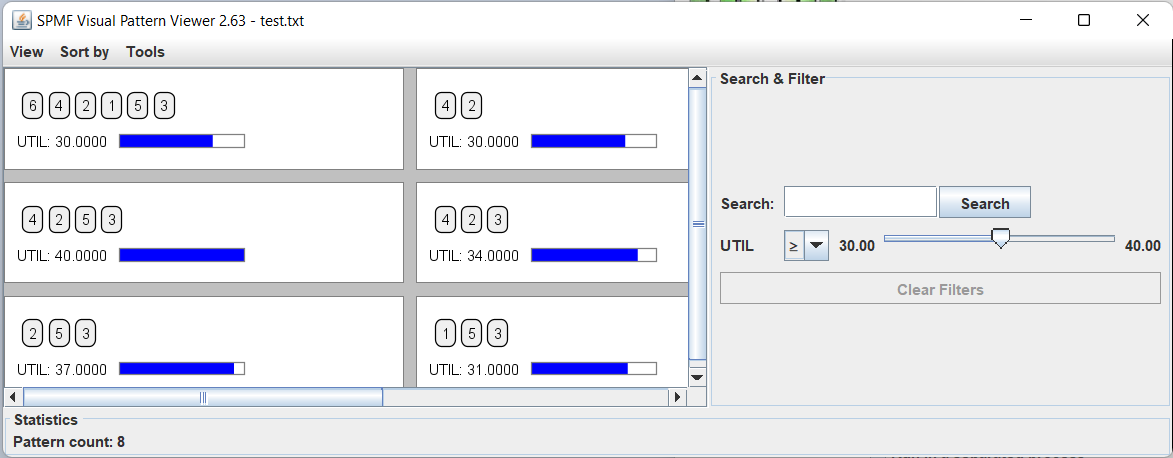 SPMF Visual Pattern Viewer 2.63 - test.txt
View Sort by Tools
6 4 2 1 5 3
UTIL: 30.0000
4 2
UTIL: 30.0000
4 2 5 3
UTIL: 40.0000
4 2 3
UTIL: 34.0000
2 5 3
UTIL: 37.0000
1 5 3
UTIL: 31.0000
Search & Filter
Search: Search
UTIL ≥ 30.00 40.00
Clear Filters
Statistics
Pattern count: 8